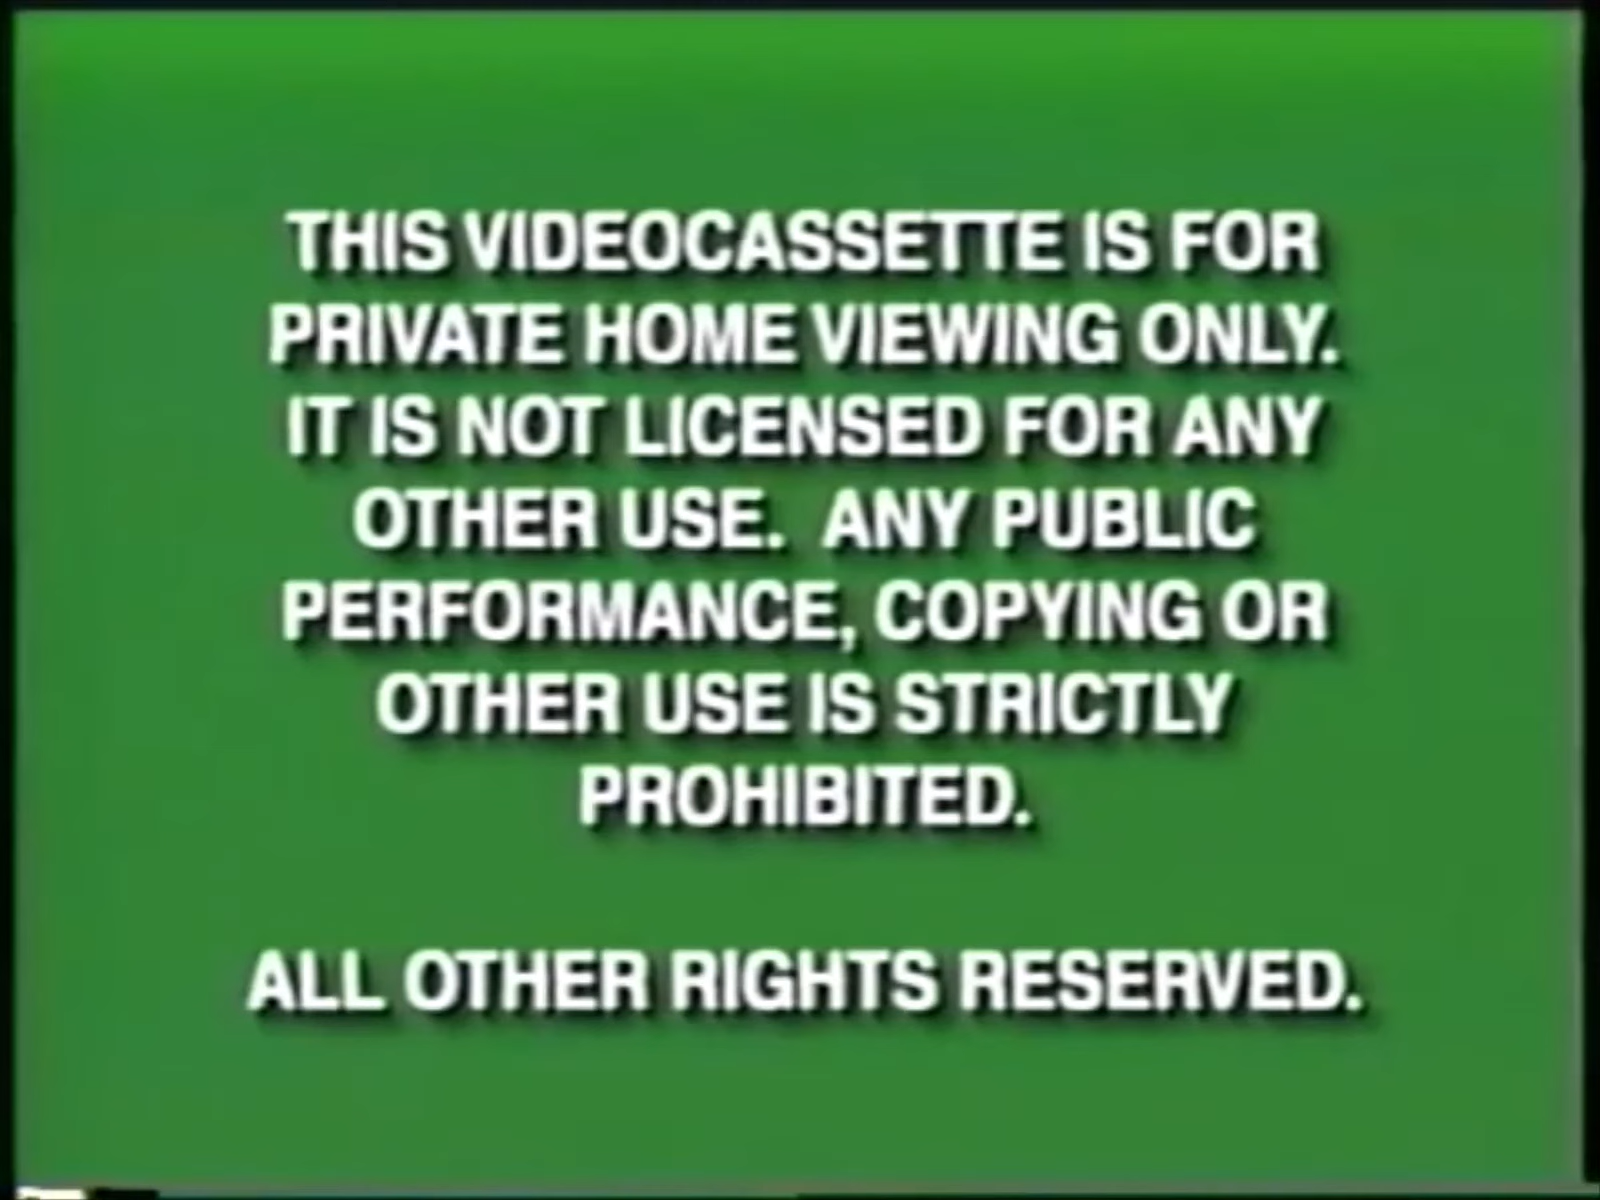 THIS VIDEOCASSETTE IS FOR
PRIVATE HOME VIEWING ONLY.
IT IS NOT LICENSED FOR ANY
OTHER USE.  ANY PUBLIC
PERFORMANCE, COPYING OR
OTHER USE IS STRICTLY
PROHIBITED.
ALL OTHER RIGHTS RESERVED.